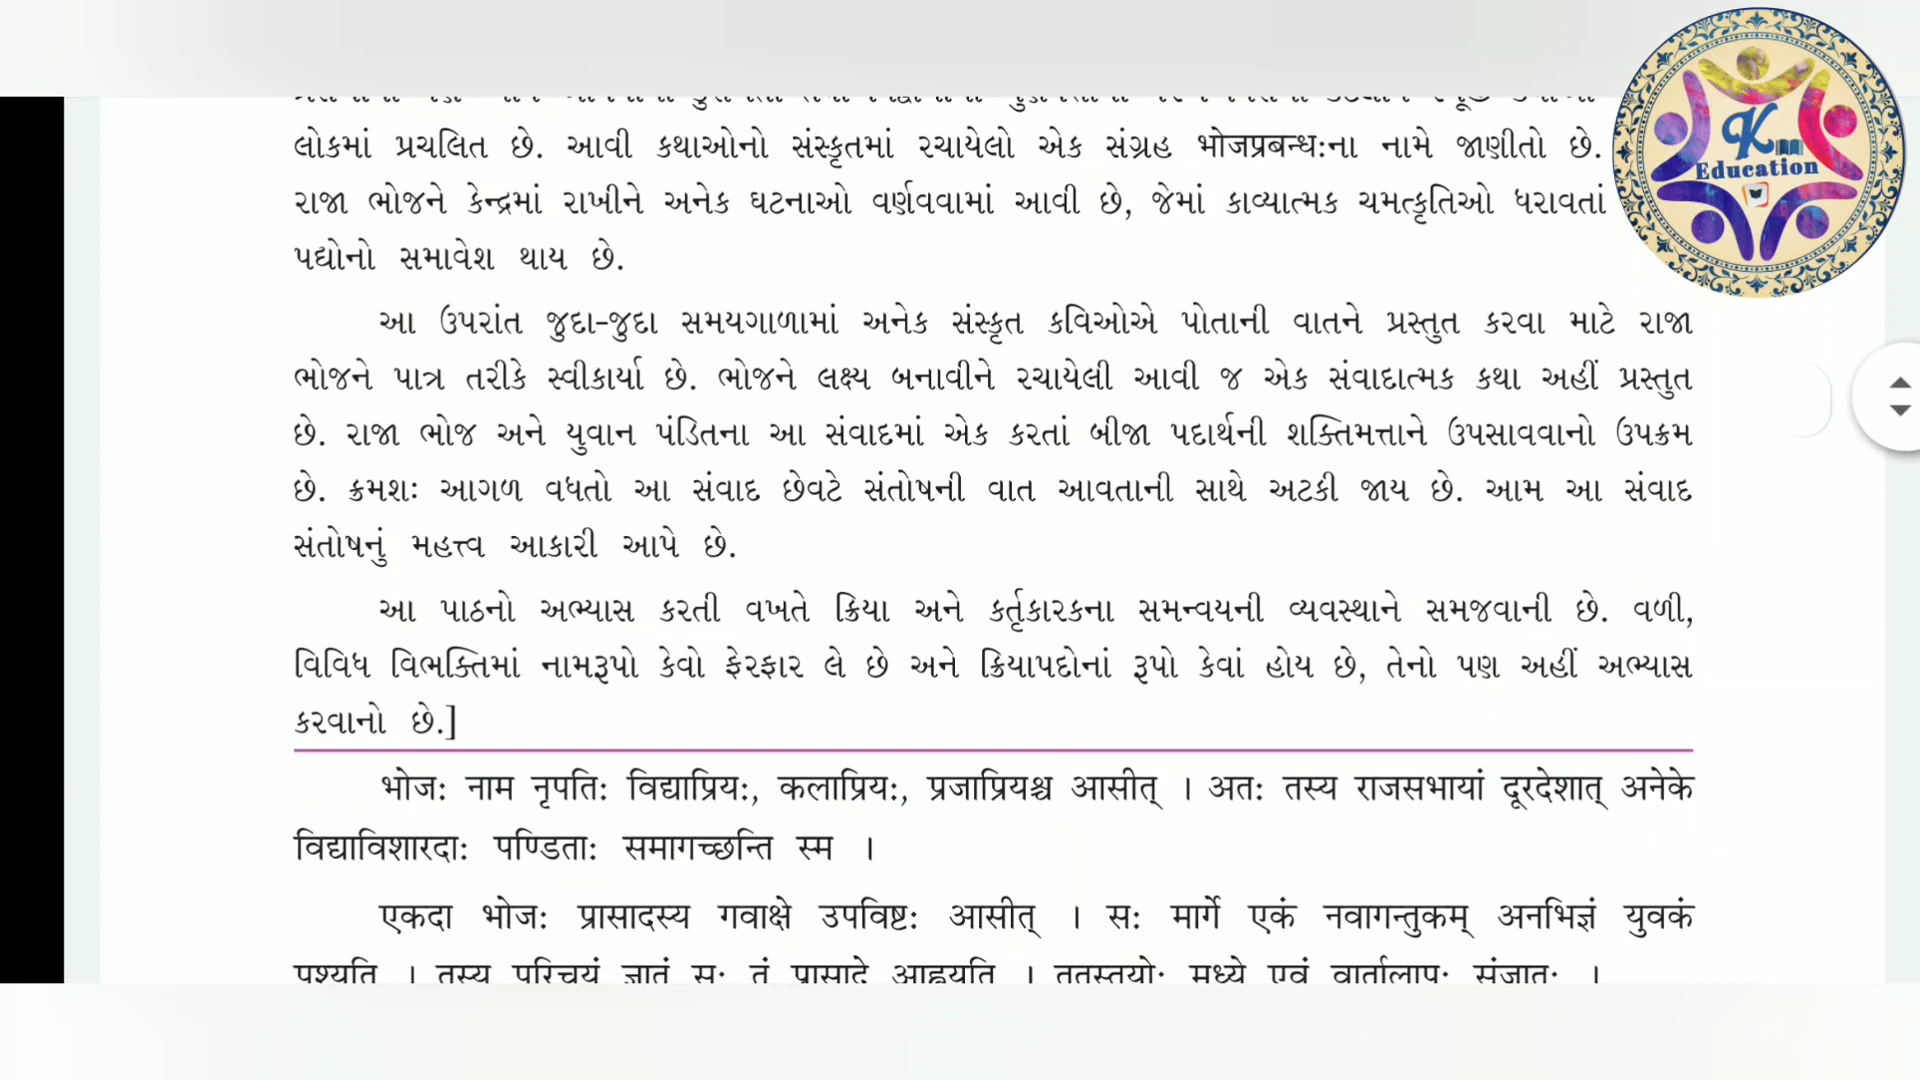 લોકમાં પ્રચલિત છે. આવી કથાઓનો સંસ્કૃતમાં રચાયેલો એક સંગ્રહ भोजप्रबन्धःના નામે જાણીતો છે.
રાજા ભોજને કેન્દ્રમાં રાખીને અનેક ઘટનાઓ વર્ણવવામાં આવી છે, જેમાં કાવ્યાત્મક ચમત્કૃતિઓ ધરાવતાં
પદ્યોનો સમાવેશ થાય છે.
આ ઉપરાંત જુદા-જુદા સમયગાળામાં અનેક સંસ્કૃત કવિઓએ પોતાની વાતને પ્રસ્તુત કરવા માટે રાજા
ભોજને પાત્ર તરીકે સ્વીકાર્યા છે. ભોજને લક્ષ્ય બનાવીને રચાયેલી આવી જ એક સંવાદાત્મક કથા અહીં પ્રસ્તુત
છે. રાજા ભોજ અને યુવાન પંડિતના આ સંવાદમાં એક કરતાં બીજા પદાર્થની શક્તિમત્તાને ઉપસાવવાનો ઉપક્રમ
છે. ક્રમશઃ આગળ વધતો આ સંવાદ છેવટે સંતોષની વાત આવતાની સાથે અટકી જાય છે. આમ આ સંવાદ
સંતોષનું મહત્ત્વ આકારી આપે છે.
આ પાઠનો અભ્યાસ કરતી વખતે ક્રિયા અને કર્તૃકારકના સમન્વયની વ્યવસ્થાને સમજવાની છે. વળી,
વિવિધ વિભક્તિમાં નામરૂપો કેવો ફેરફાર લે છે અને ક્રિયાપદોનાં રૂપો કેવાં હોય છે, તેનો પણ અહીં અભ્યાસ
કરવાનો છે.]
भोजः नाम नृपतिः विद्याप्रियः, कलाप्रियः, प्रजाप्रियश्च आसीत् । अतः तस्य राजसभायां दूरदेशात् अनेके
विद्याविशारदाः पण्डिताः समागच्छन्ति स्म ।
एकदा भोजः प्रासादस्य गवाक्षे उपविष्टः आसीत् । सः मार्गे एकं नवागन्तुकम् अनभिज्ञं युवकं
पश्यति । तस्य परिचयं ज्ञातुं सः तं प्रासादे आह्वयति । ततस्तयोः मध्ये एवं वार्तालापः संजातः ।
K
Education